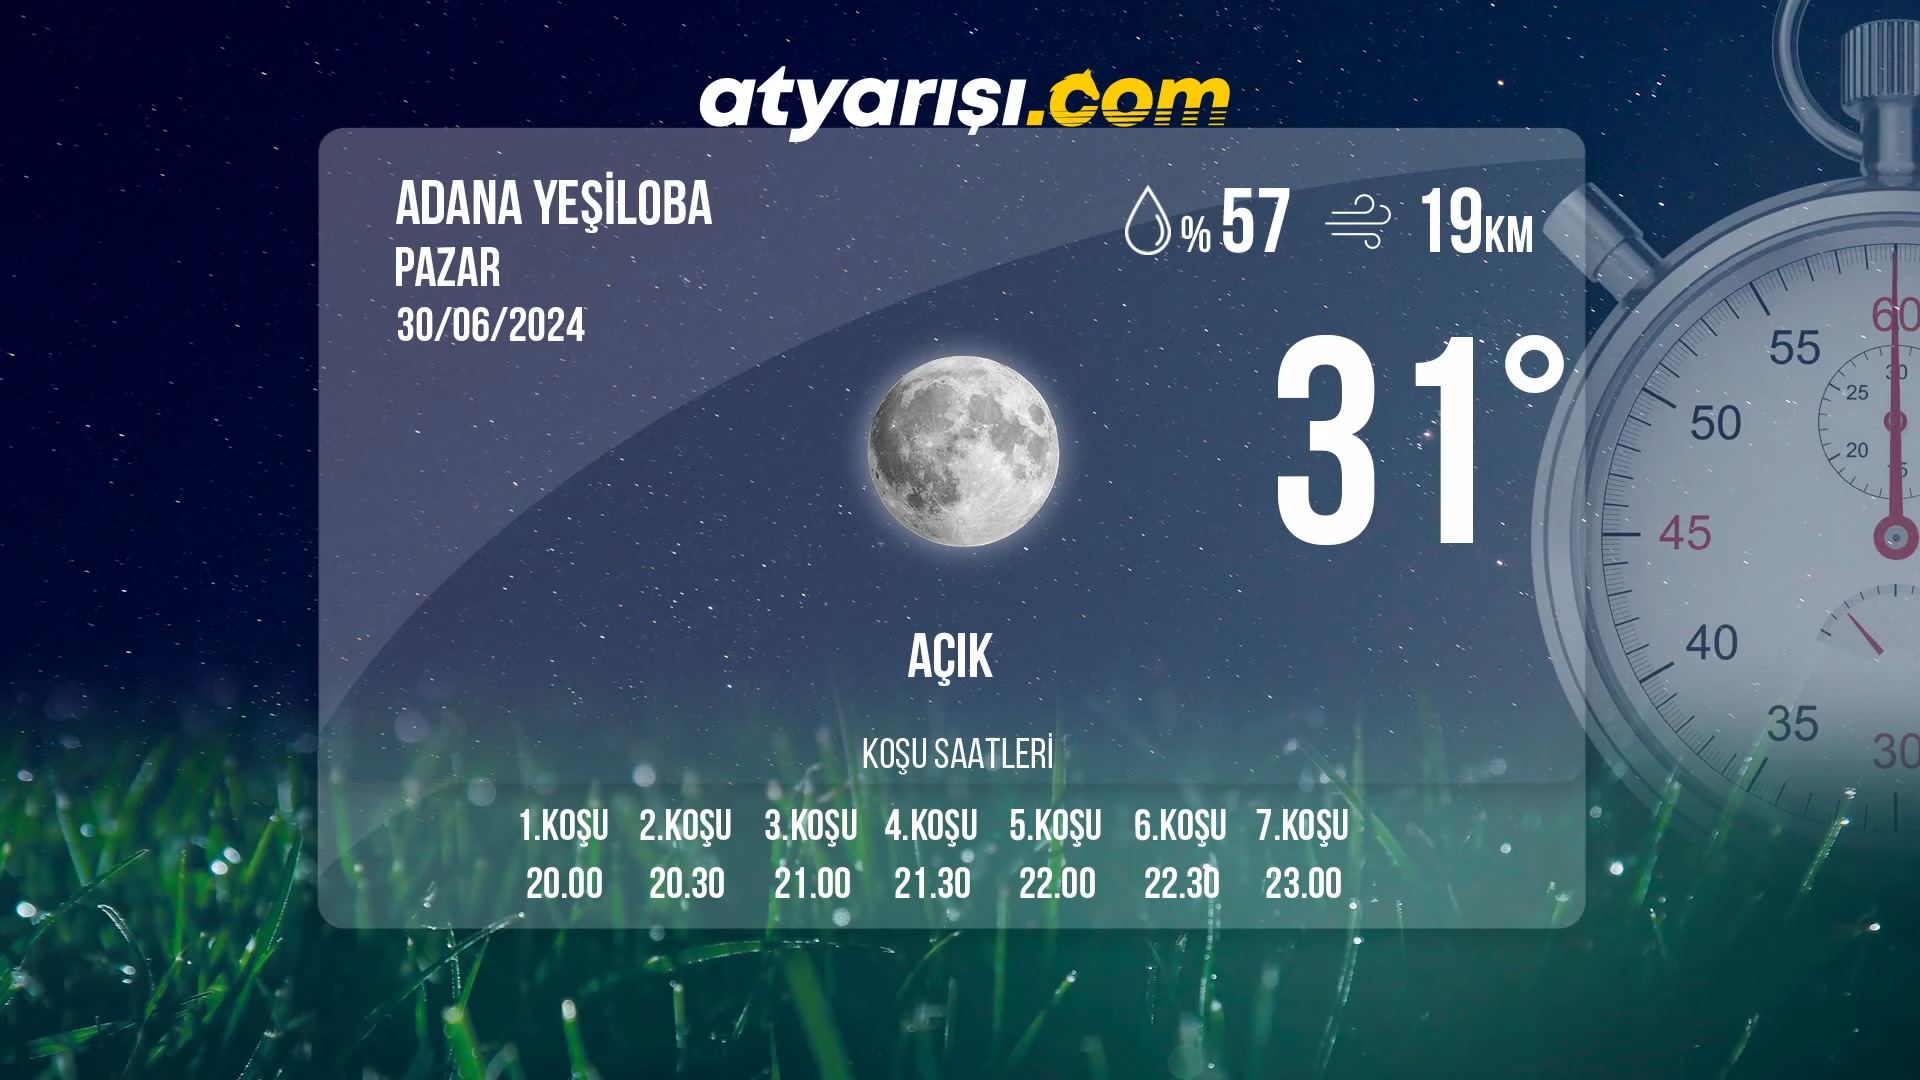 atyarışı.com
ADANA YEŞİLOBA
PAZAR
30/06/2024
%57 19KM
31°
AÇIK
KOŞU SAATLERİ
1.KOŞU 2.KOŞU 3.KOŞU 4.KOŞU 5.KOŞU 6.KOŞU 7.KOŞU
20.00 20.30 21.00 21.30 22.00 22.30 23.00
60
55
50
45
40
35
30
30
25
20